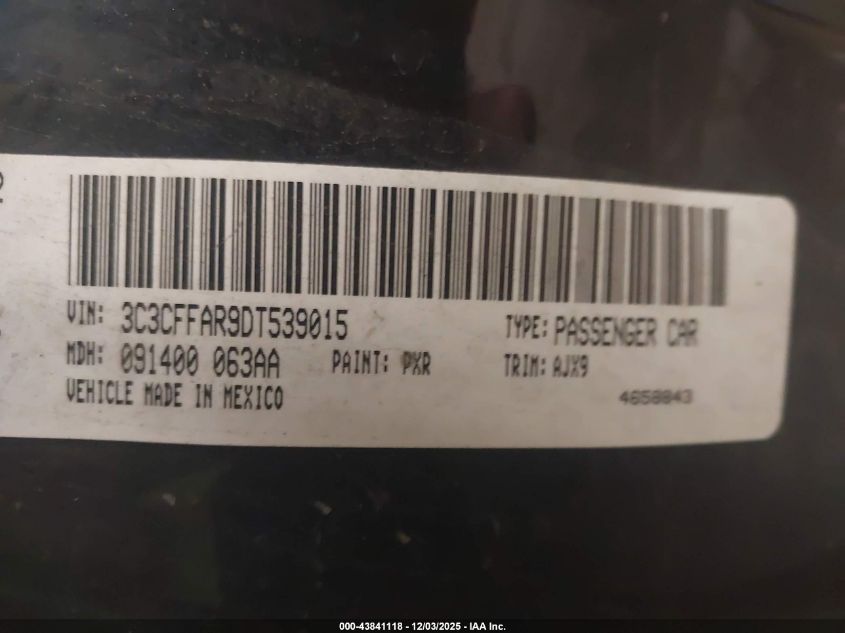 VIN: 3C3CFFAR9DT539015 TYPE: PASSENGER CAR
MDH: 091400 063AA PAINT: PXR TRIM: AJX9
VEHICLE MADE IN MEXICO 4658843
000-43841118 - 12/03/2025 - IAA Inc.